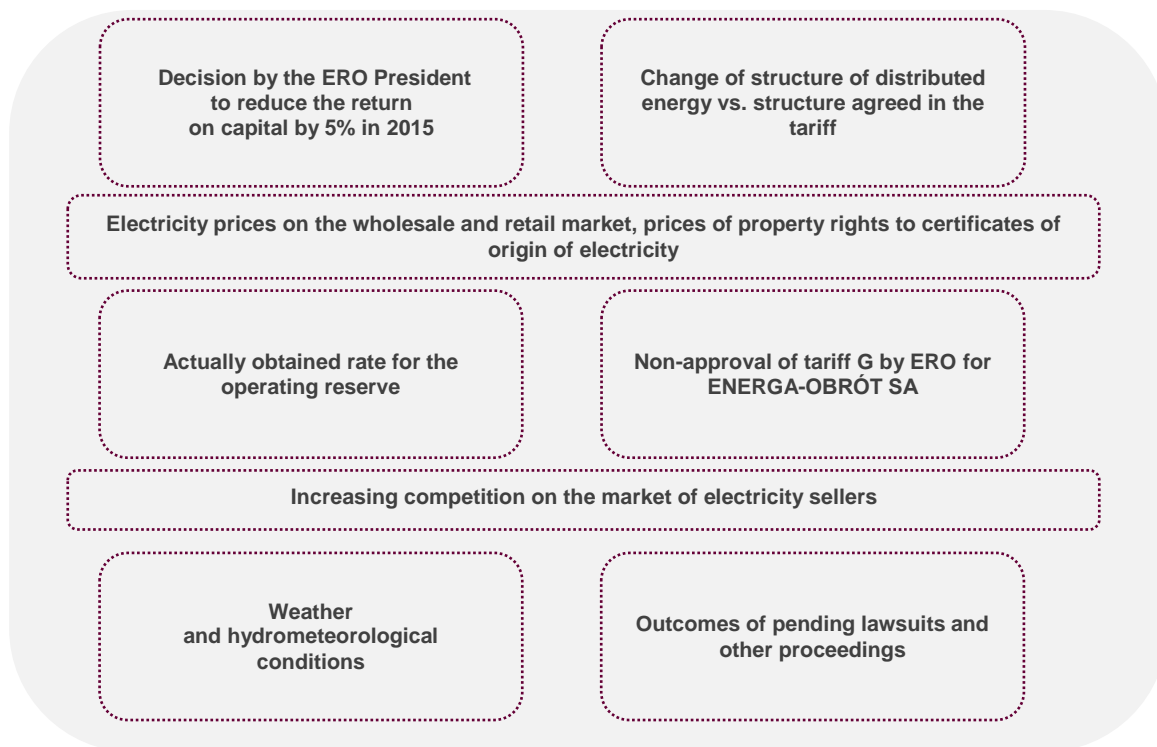 Decision by the ERO President
to reduce the return
on capital by 5% in 2015
Change of structure of distributed
energy vs. structure agreed in the
tariff
Electricity prices on the wholesale and retail market, prices of property rights to certificates of
origin of electricity
Actually obtained rate for the
operating reserve
Non-approval of tariff G by ERO for
ENERGA-OBRÓT SA
Increasing competition on the market of electricity sellers
Weather
and hydrometeorological
conditions
Outcomes of pending lawsuits and
other proceedings